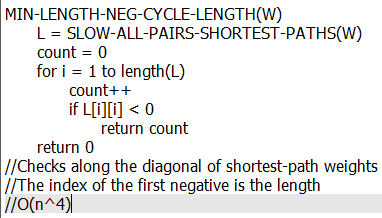 MIN-LENGTH-NEG-CYCLE-LENGTH(W)
L = SLOW-ALL-PAIRS-SHORTEST-PATHS(W)
count = 0
for i = 1 to length(L)
count++
if L[i][i] < 0
return count
return 0
//Checks along the diagonal of shortest-path weights
//The index of the first negative is the length
//O(n^4)